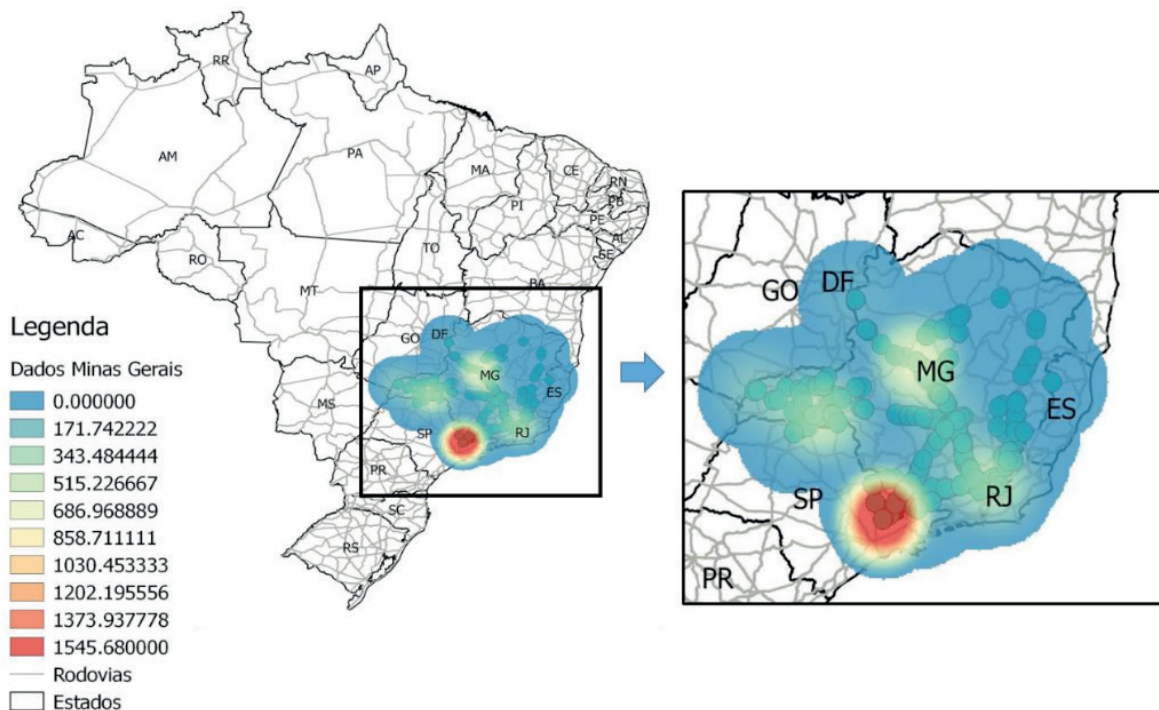 RR
AP
AM
PA
MA
CE
RN
PB
PI
PE
AL
SE
AC
RO
TO
MT
BA
GO
DF
MG
MS
ES
SP
RJ
PR
SC
RS
Legenda
Dados Minas Gerais
0.000000
171.742222
343.484444
515.226667
686.968889
858.711111
1030.453333
1202.195556
1373.937778
1545.680000
Rodovias
Estados
GO
DF
MG
ES
SP
RJ
PR